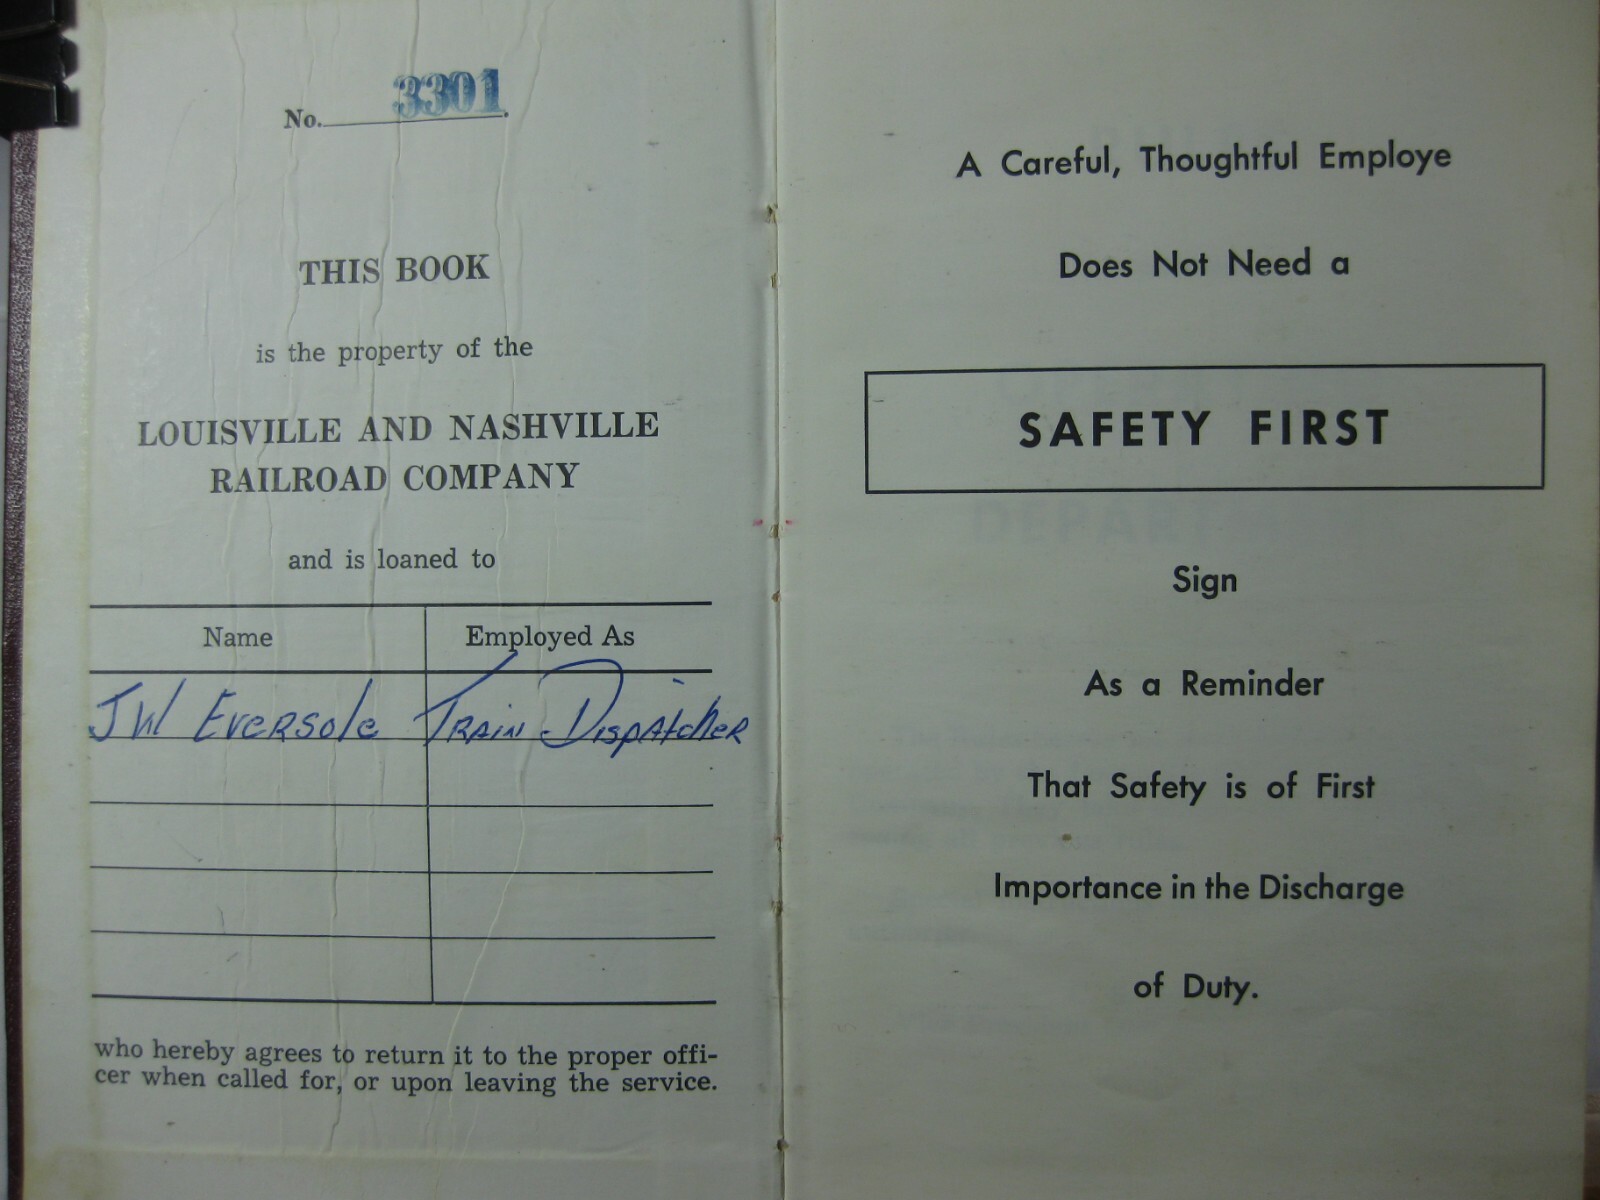 No. 3301.
THIS BOOK
is the property of the
LOUISVILLE AND NASHVILLE
RAILROAD COMPANY
and is loaned to
Name Employed As
JW Eversole Train Dispatcher
who hereby agrees to return it to the proper offi-
cer when called for, or upon leaving the service.
A Careful, Thoughtful Employe
Does Not Need a
SAFETY FIRST
Sign
As a Reminder
That Safety is of First
Importance in the Discharge
of Duty.